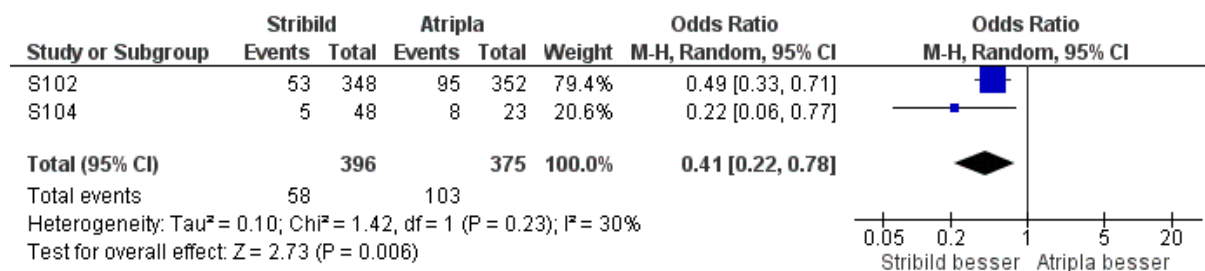 Stribild Atripla Odds Ratio Odds Ratio
Study or Subgroup Events Total Events Total Weight M-H, Random, 95% CI M-H, Random, 95% CI
S102 53 348 95 352 79.4% 0.49 [0.33, 0.71]
S104 5 48 8 23 20.6% 0.22 [0.06, 0.77]
Total (95% CI) 396 375 100.0% 0.41 [0.22, 0.78]
Total events 58 103
Heterogeneity: Tau² = 0.10; Chi² = 1.42, df = 1 (P = 0.23); I² = 30%
Test for overall effect: Z = 2.73 (P = 0.006)
0.05 0.2 1 5 20
Stribild besser Atripla besser